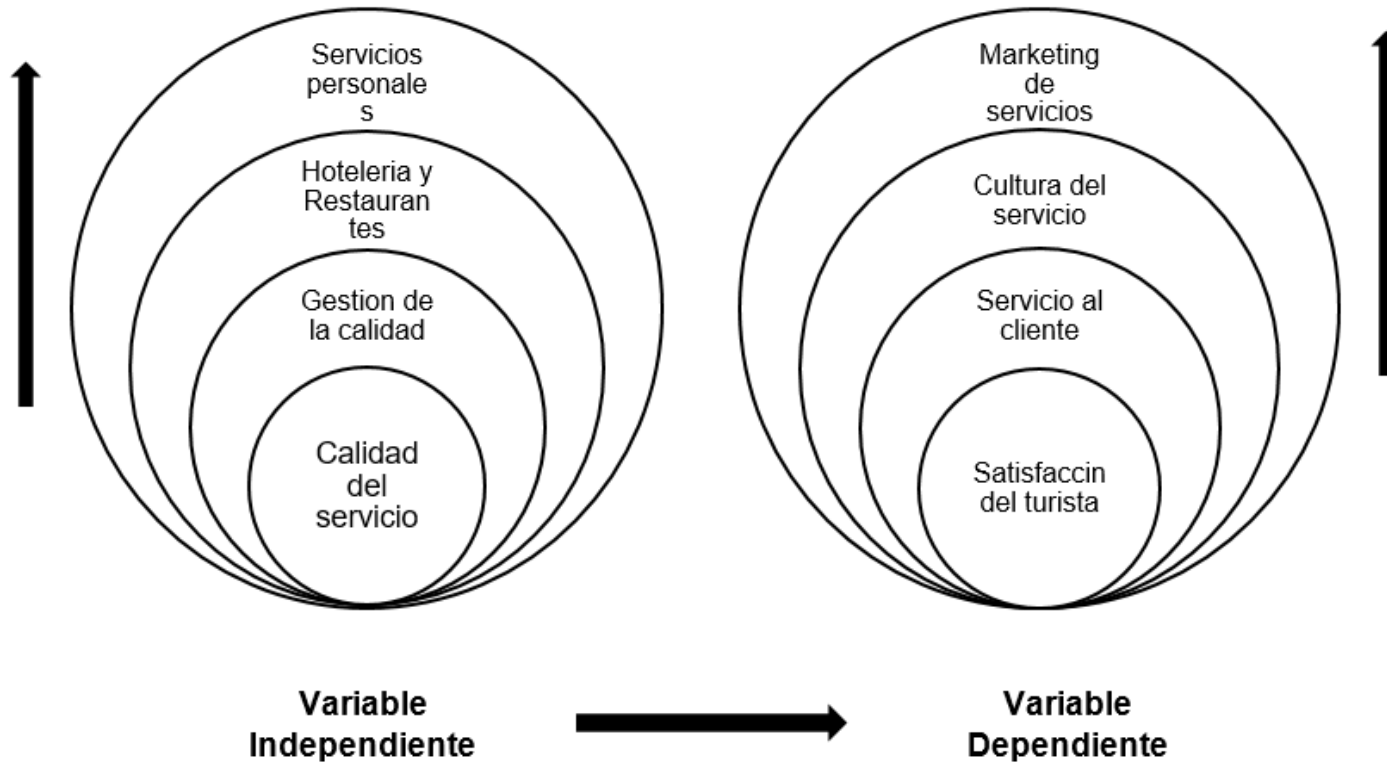 Servicios
personale
s
Hoteleria y
Restauran
tes
Gestion de
la calidad
Calidad
del
servicio
Variable
Independiente
Marketing
de
servicios
Cultura del
servicio
Servicio al
cliente
Satisfaccin
del turista
Variable
Dependiente